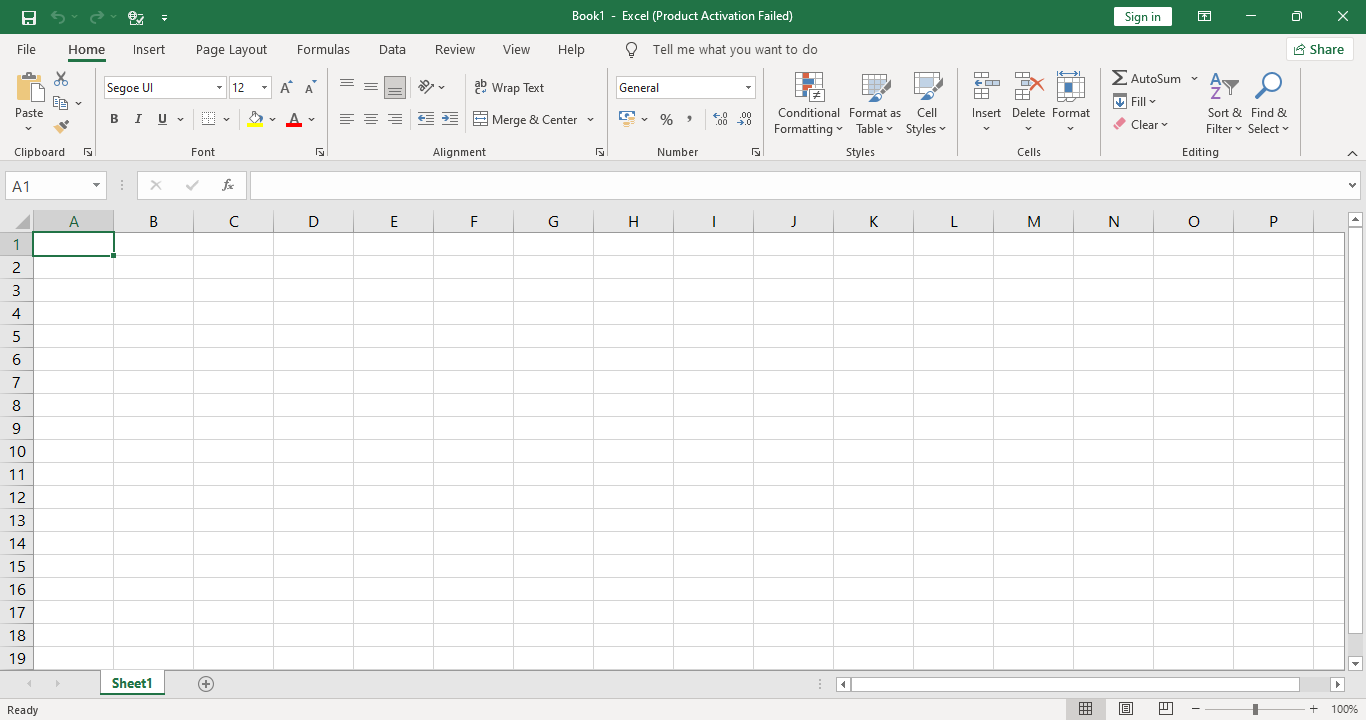 Book1 - Excel (Product Activation Failed)
Sign in
File Home Insert Page Layout Formulas Data Review View Help Tell me what you want to do Share
Paste
Clipboard
Segoe UI 12
B I U A
Font
Wrap Text
Merge & Center
Alignment
General
% ,
Number
Conditional Formatting
Format as Table
Cell Styles
Styles
Insert Delete Format
Cells
AutoSum
Fill
Clear
Sort & Filter
Find & Select
Editing
A1 fx
A B C D E F G H I J K L M N O P
1
2
3
4
5
6
7
8
9
10
11
12
13
14
15
16
17
18
19
Sheet1
Ready 100%